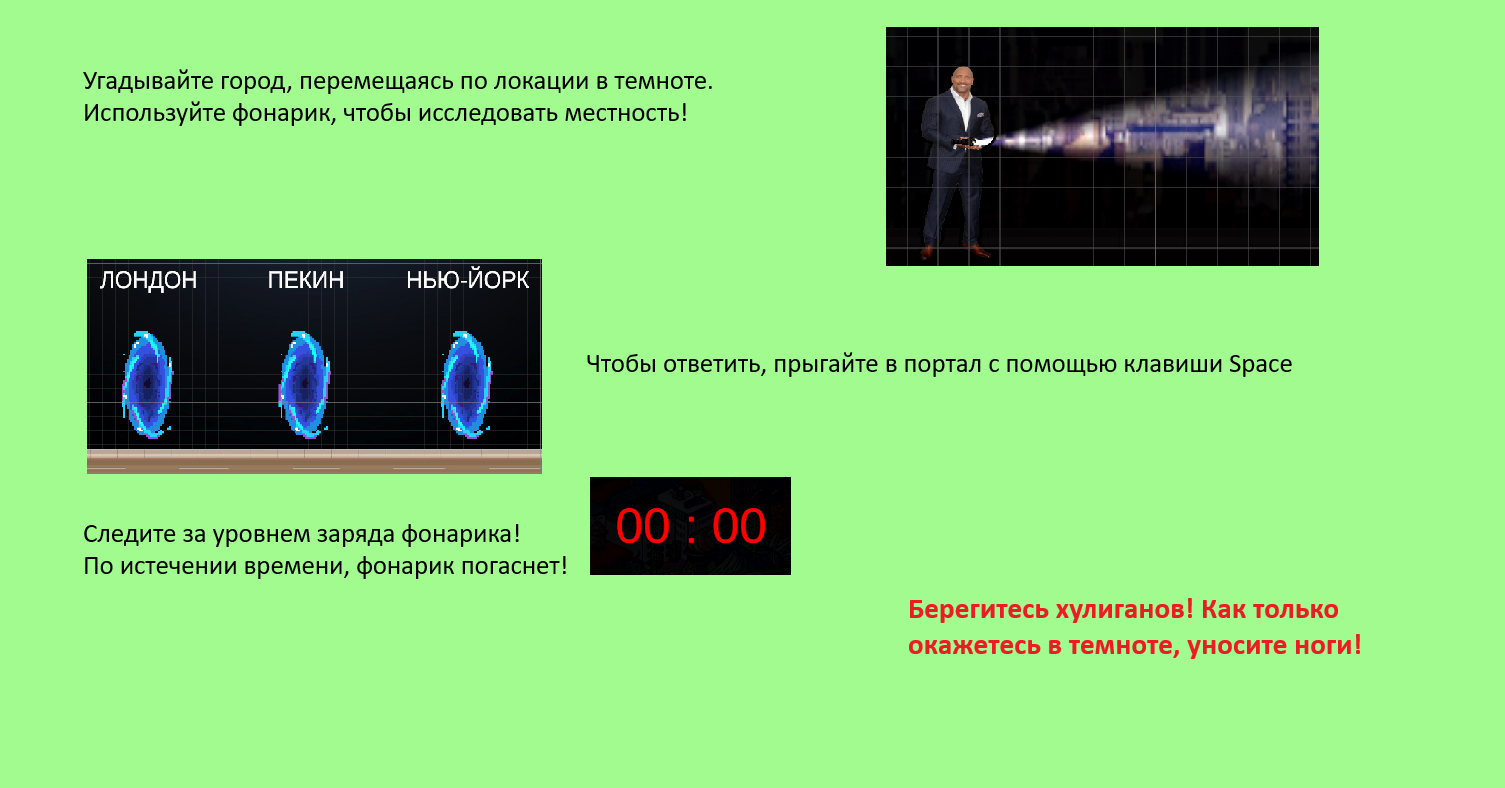 Угадывайте город, перемещаясь по локации в темноте.
Используйте фонарик, чтобы исследовать местность!
ЛОНДОН ПЕКИН НЬЮ-ЙОРК
Чтобы ответить, прыгайте в портал с помощью клавиши Space
Следите за уровнем заряда фонарика!
По истечении времени, фонарик погаснет!
00 : 00
Берегитесь хулиганов! Как только
окажетесь в темноте, уносите ноги!